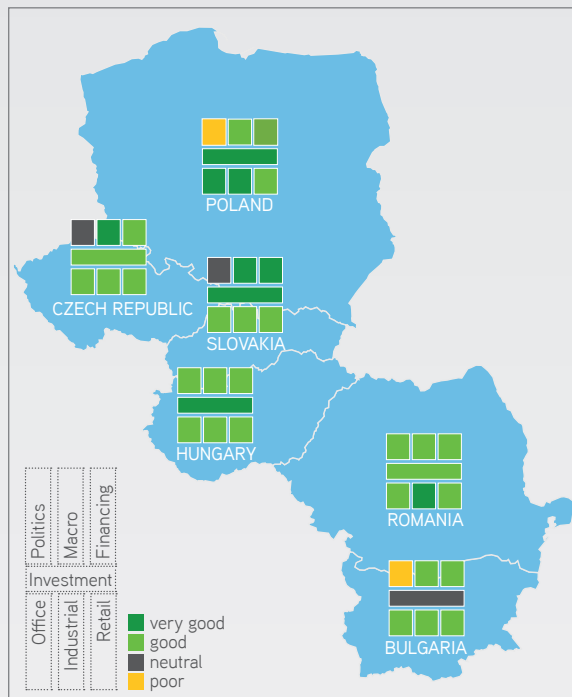 POLAND
CZECH REPUBLIC
SLOVAKIA
HUNGARY
ROMANIA
BULGARIA
Politics
Macro
Financing
Investment
Office
Industrial
Retail
very good
good
neutral
poor